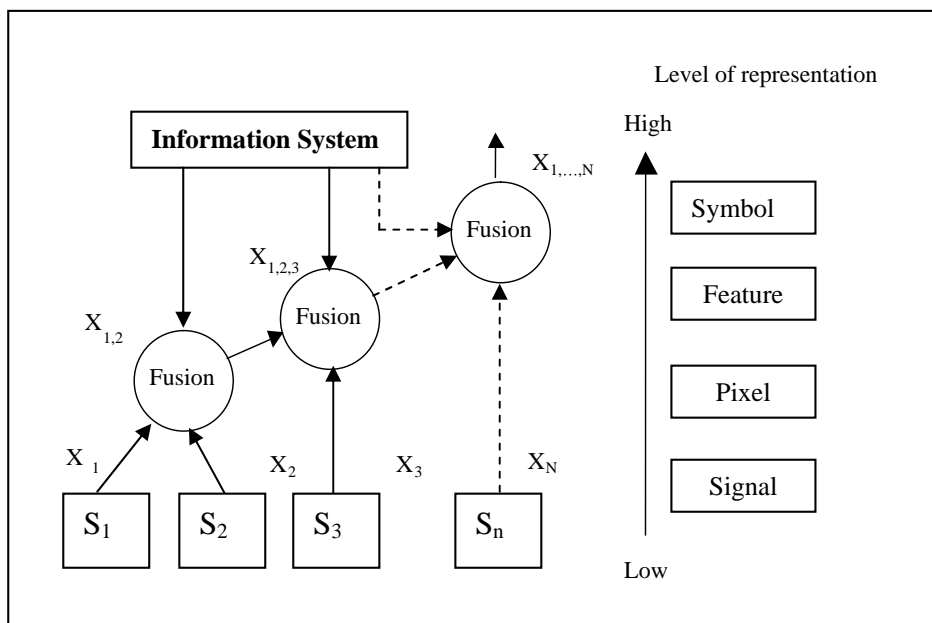 Level of representation
High
Information System
X1,…,N
Symbol
Fusion
X1,2,3
Feature
Fusion
X1,2
Fusion
Pixel
X 1
X2
X3
XN
Signal
S1
S2
S3
Sn
Low